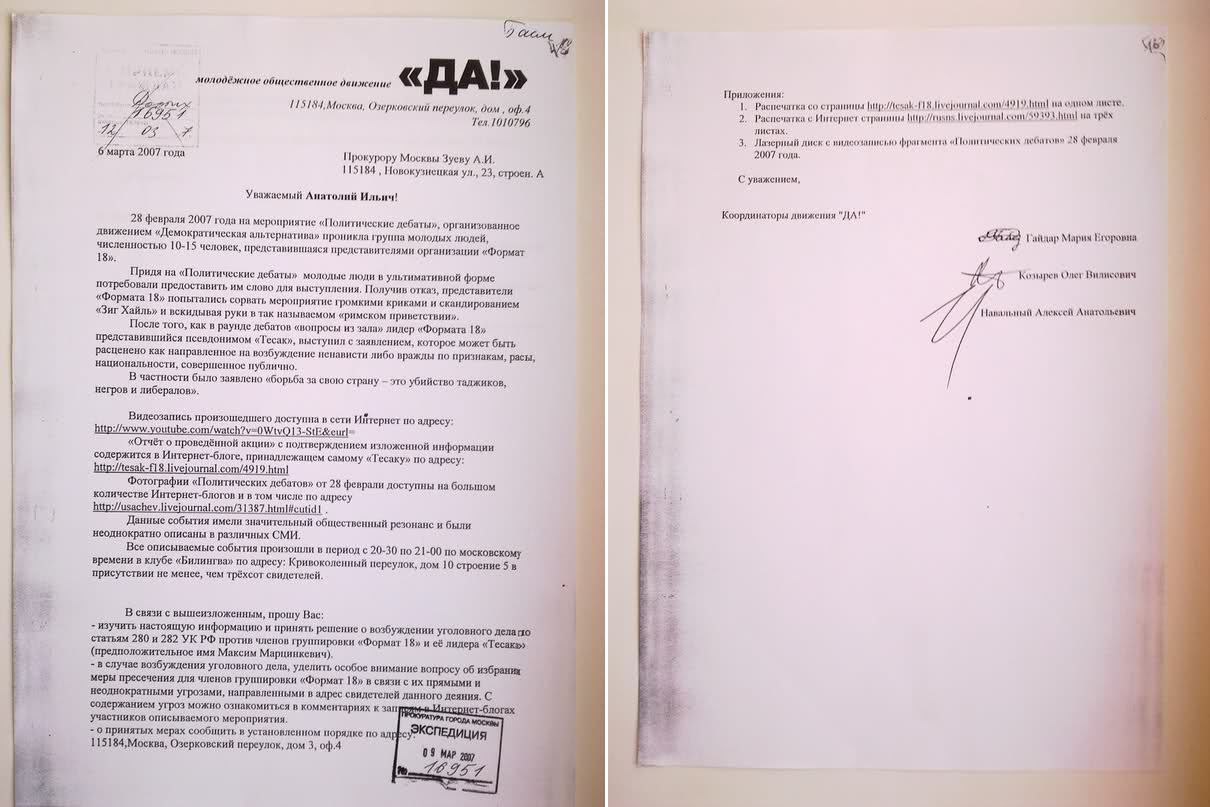 молодёжное общественное движение «ДА!»
115184,Москва, Озерковский переулок, дом , оф.4
Тел.1010796
16951
12 03 7
6 марта 2007 года
Прокурору Москвы Зуеву А.И.
115184 , Новокузнецкая ул., 23, строен. А
Уважаемый Анатолий Ильич!
28 февраля 2007 года на мероприятие «Политические дебаты», организованное
движением «Демократическая альтернатива» проникла группа молодых людей,
численностью 10-15 человек, представившаяся представителями организации «Формат
18».
Придя на «Политические дебаты» молодые люди в ультимативной форме
потребовали предоставить им слово для выступления. Получив отказ, представители
«Формата 18» попытались сорвать мероприятие громкими криками и скандированием
«Зиг Хайль» и вскидывая руки в так называемом «римском приветствии».
После того, как в раунде дебатов «вопросы из зала» лидер «Формата 18»
представившийся псевдонимом «Тесак», выступил с заявлением, которое может быть
расценено как направленное на возбуждение ненависти либо вражды по признакам, расы,
национальности, совершенное публично.
В частности было заявлено «борьба за свою страну – это убийство таджиков,
негров и либералов».
Видеозапись произошедшего доступна в сети Интернет по адресу:
http://www.youtube.com/watch?v=0WtvQ13-StE&eurl=
«Отчёт о проведённой акции» с подтверждением изложенной информации
содержится в Интернет-блоге, принадлежащем самому «Тесаку» по адресу:
http://tesak-f18.livejournal.com/4919.html
Фотографии «Политических дебатов» от 28 феврали доступны на большом
количестве Интернет-блогов и в том числе по адресу
http://usachev.livejournal.com/31387.html#cutid1 .
Данные события имели значительный общественный резонанс и были
неоднократно описаны в различных СМИ.
Все описываемые события произошли в период с 20-30 по 21-00 по московскому
времени в клубе «Билингва» по адресу: Кривоколенный переулок, дом 10 строение 5 в
присутствии не менее, чем трёхсот свидетелей.
В связи с вышеизложенным, прошу Вас:
- изучить настоящую информацию и принять решение о возбуждении уголовного дела по
статьям 280 и 282 УК РФ против членов группировки «Формат 18» и её лидера «Тесак»
(предположительное имя Максим Марцинкевич).
- в случае возбуждения уголовного дела, уделить особое внимание вопросу об избрании
меры пресечения для членов группировки «Формат 18» в связи с их прямыми и
неоднократными угрозами, направленными в адрес свидетелей данного деяния. С
содержанием угроз можно ознакомиться в комментариях к записям в Интернет-блогах
участников описываемого мероприятия.
- о принятых мерах сообщить в установленном порядке по адресу:
115184,Москва, Озерковский переулок, дом 3, оф.4
ПРОКУРАТУРА ГОРОДА МОСКВЫ
ЭКСПЕДИЦИЯ
09 МАР 2007
№ 16951
Приложения:
1. Распечатка со страницы http://tesak-f18.livejournal.com/4919.html на одном листе.
2. Распечатка с Интернет страницы http://rusns.livejournal.com/59393.html на трёх
листах.
3. Лазерный диск с видеозаписью фрагмента «Политических дебатов» 28 февраля
2007 года.
С уважением,
Координаторы движения "ДА!"
Гайдар Мария Егоровна
Козырев Олег Вилисович
Навальный Алексей Анатольевич